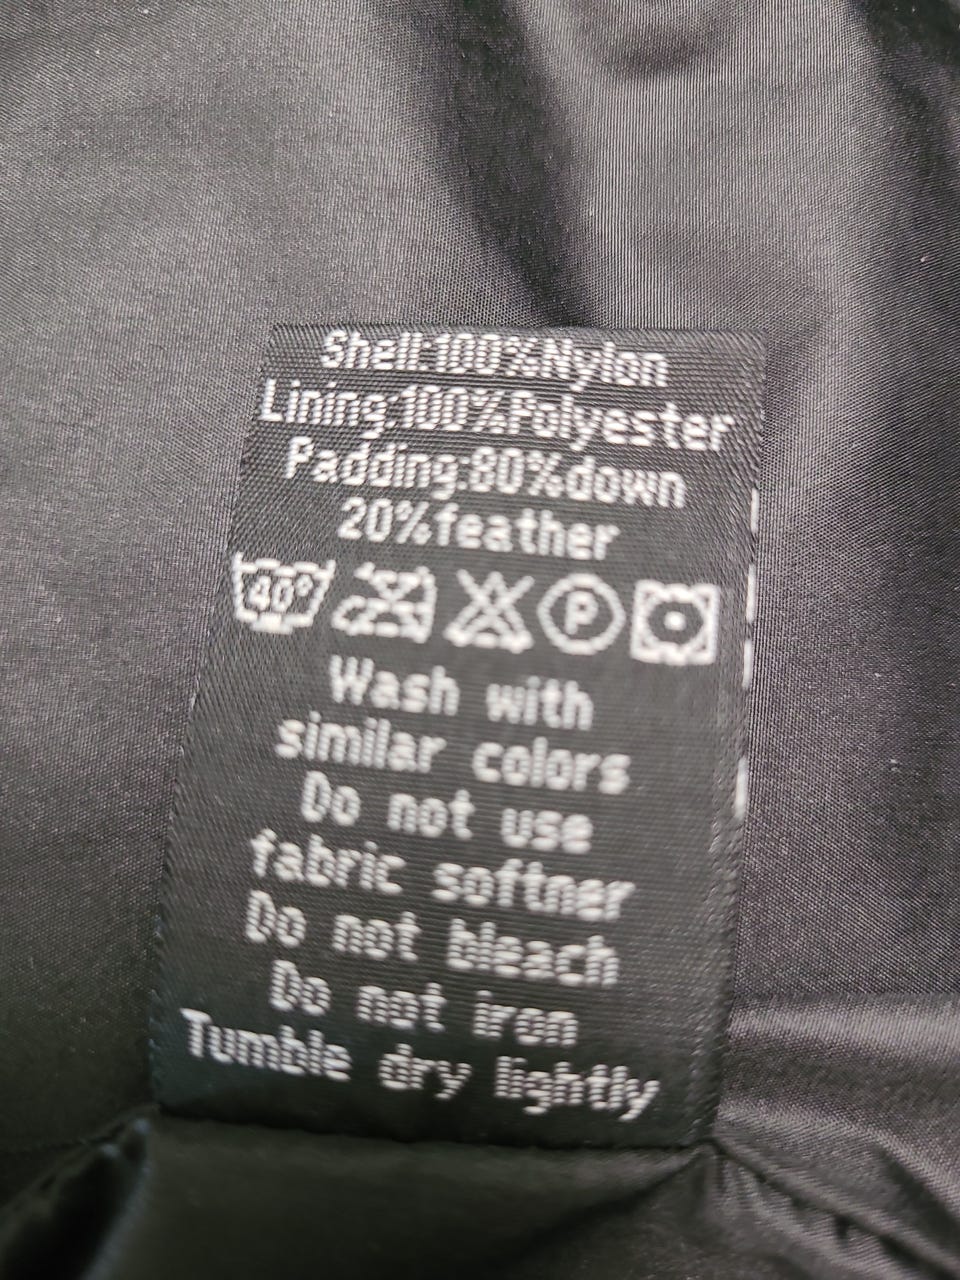 Shell:100%Nylon
Lining:100%Polyester
Padding:80%down
20%feather
40° P
Wash with
similar colors
Do not use
fabric softner
Do not bleach
Do not iron
Tumble dry lightly